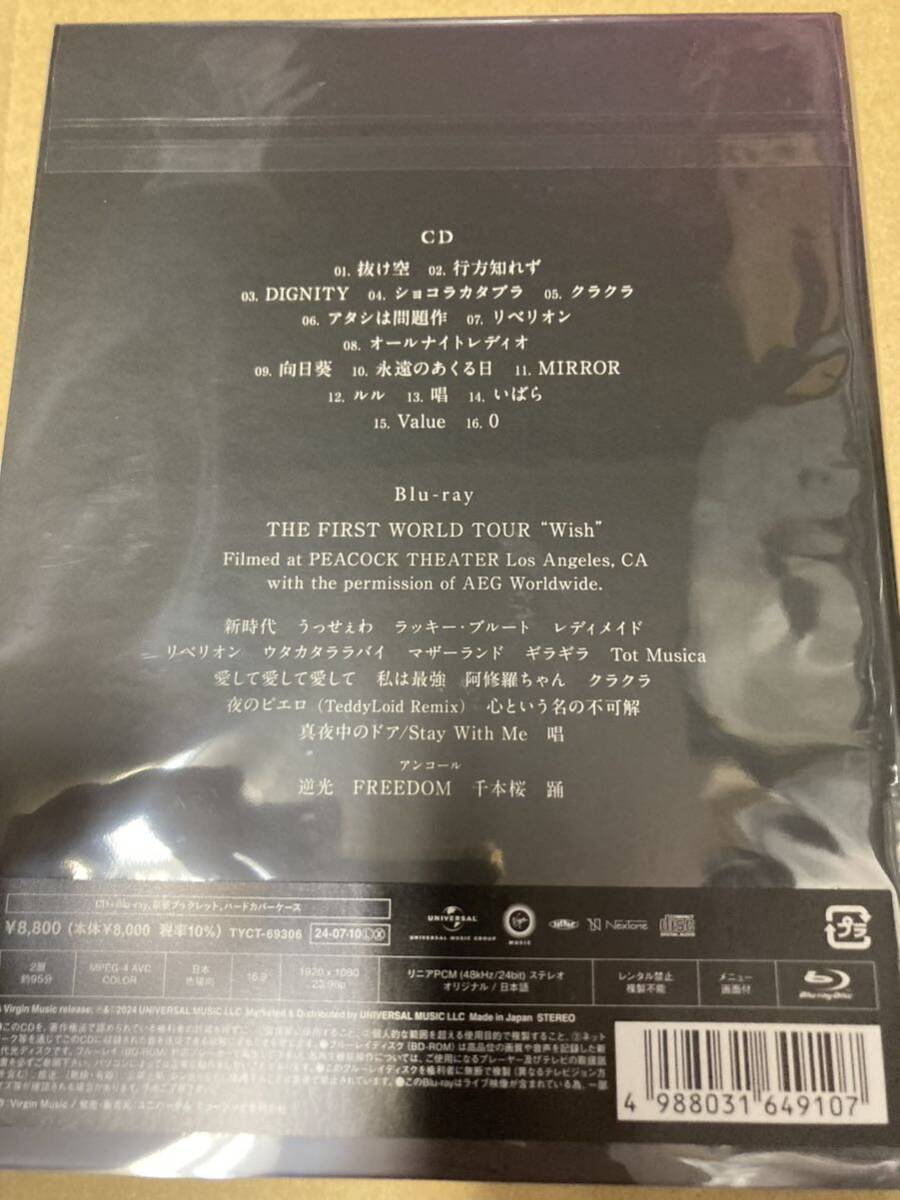 CD
01. 抜け空 02. 行方知れず
03. DIGNITY 04. ショコラカタブラ 05. クラクラ
06. アタシは問題作 07. リベリオン
08. オールナイトレディオ
09. 向日葵 10. 永遠のあくる日 11. MIRROR
12. ルル 13. 唱 14. いばら
15. Value 16. 0
Blu-ray
THE FIRST WORLD TOUR “Wish”
Filmed at PEACOCK THEATER Los Angeles, CA
with the permission of AEG Worldwide.
新時代 うっせぇわ ラッキー・ブルート レディメイド
リベリオン ウタカタララバイ マザーランド ギラギラ Tot Musica
愛して愛して愛して 私は最強 阿修羅ちゃん クラクラ
夜のピエロ (TeddyLoid Remix) 心という名の不可解
真夜中のドア/Stay With Me 唱
アンコール
逆光 FREEDOM 千本桜 踊
CD+Blu-ray, 豪華ブックレット, ハードカバーケース
¥8,800 (本体¥8,000 税率10%) TYCT-69306 24・07・10 Ⓛ Ⓧ
UNIVERSAL
UNIVERSAL MUSIC GROUP
Virgin
MUSIC
NexTone
COMPACT disc DIGITAL AUDIO
プラ
2層 約95分
MPEG-4 AVC COLOR
日本 市場向
16:9
1920 x 1080 23.98p
リニアPCM (48kHz/24bit) ステレオ オリジナル / 日本語
レンタル禁止 複製不能
メニュー 画面付
Blu-ray Disc
Virgin Music release; ℗&©2024 UNIVERSAL MUSIC LLC Marketed & Distributed by UNIVERSAL MUSIC LLC Made in Japan STEREO
4 988031 649107